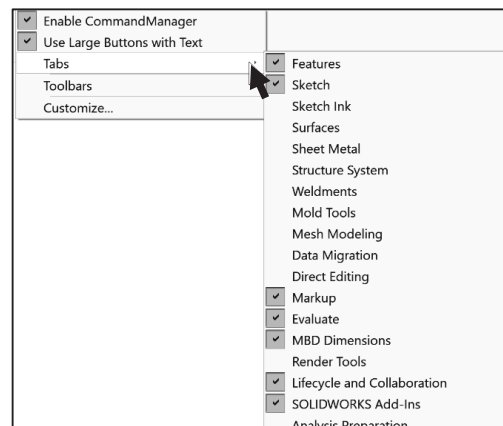 Enable CommandManager
Use Large Buttons with Text
Tabs
Toolbars
Customize...
Features
Sketch
Sketch Ink
Surfaces
Sheet Metal
Structure System
Weldments
Mold Tools
Mesh Modeling
Data Migration
Direct Editing
Markup
Evaluate
MBD Dimensions
Render Tools
Lifecycle and Collaboration
SOLIDWORKS Add-Ins
Analysis Preparation